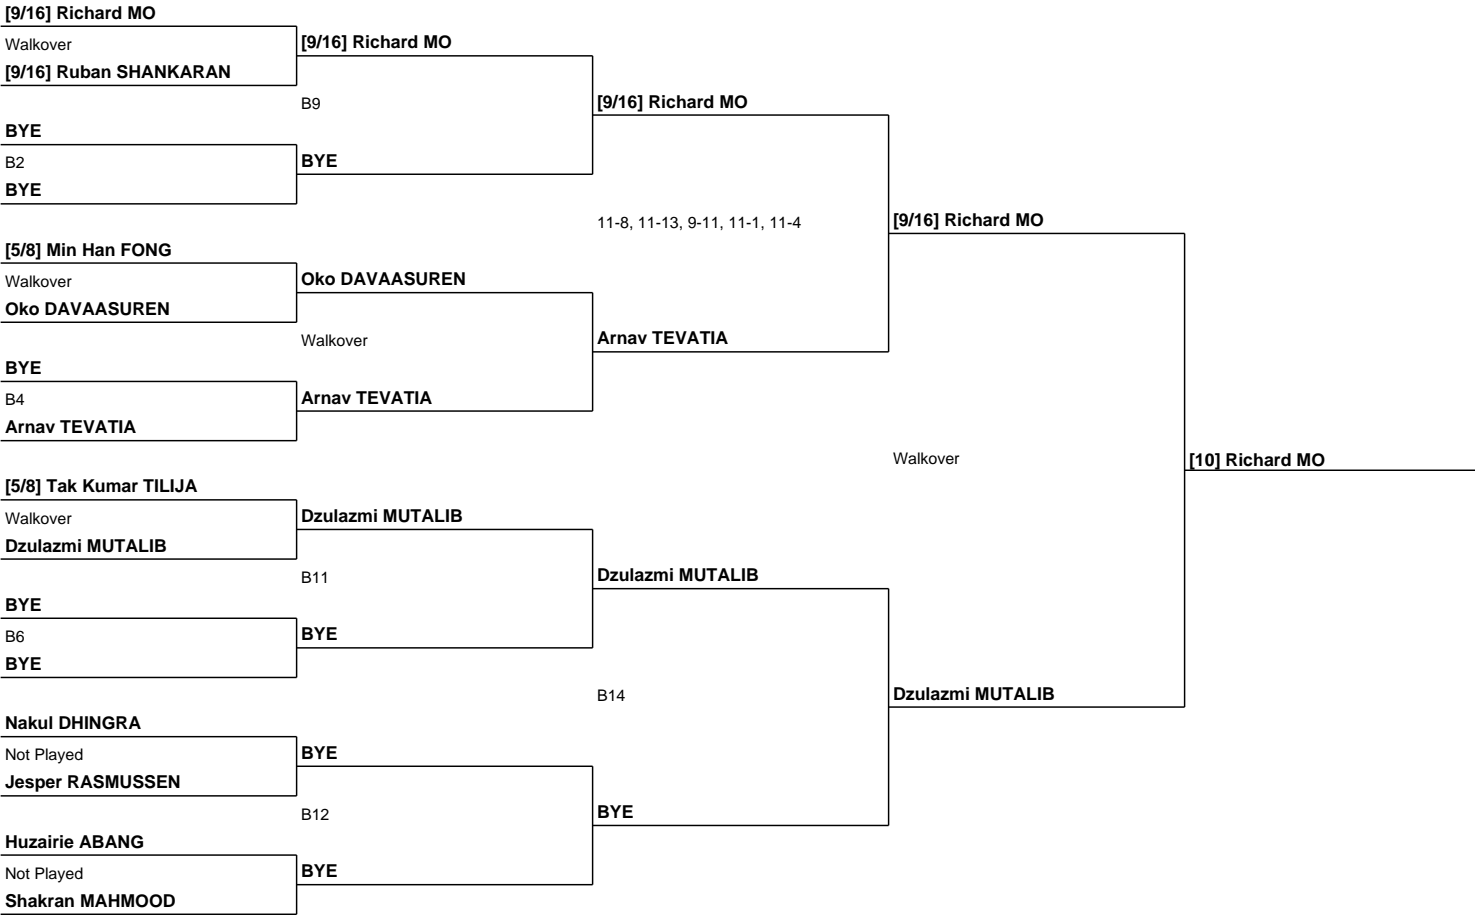 [9/16] Richard MO
Walkover
[9/16] Ruban SHANKARAN
BYE
B2
BYE
[5/8] Min Han FONG
Walkover
Oko DAVAASUREN
BYE
B4
Arnav TEVATIA
[5/8] Tak Kumar TILIJA
Walkover
Dzulazmi MUTALIB
BYE
B6
BYE
Nakul DHINGRA
Not Played
Jesper RASMUSSEN
Huzairie ABANG
Not Played
Shakran MAHMOOD
[9/16] Richard MO
B9
BYE
Oko DAVAASUREN
Walkover
Arnav TEVATIA
Dzulazmi MUTALIB
B11
BYE
BYE
B12
BYE
[9/16] Richard MO
11-8, 11-13, 9-11, 11-1, 11-4
Arnav TEVATIA
Dzulazmi MUTALIB
B14
BYE
[9/16] Richard MO
Walkover
Dzulazmi MUTALIB
[10] Richard MO